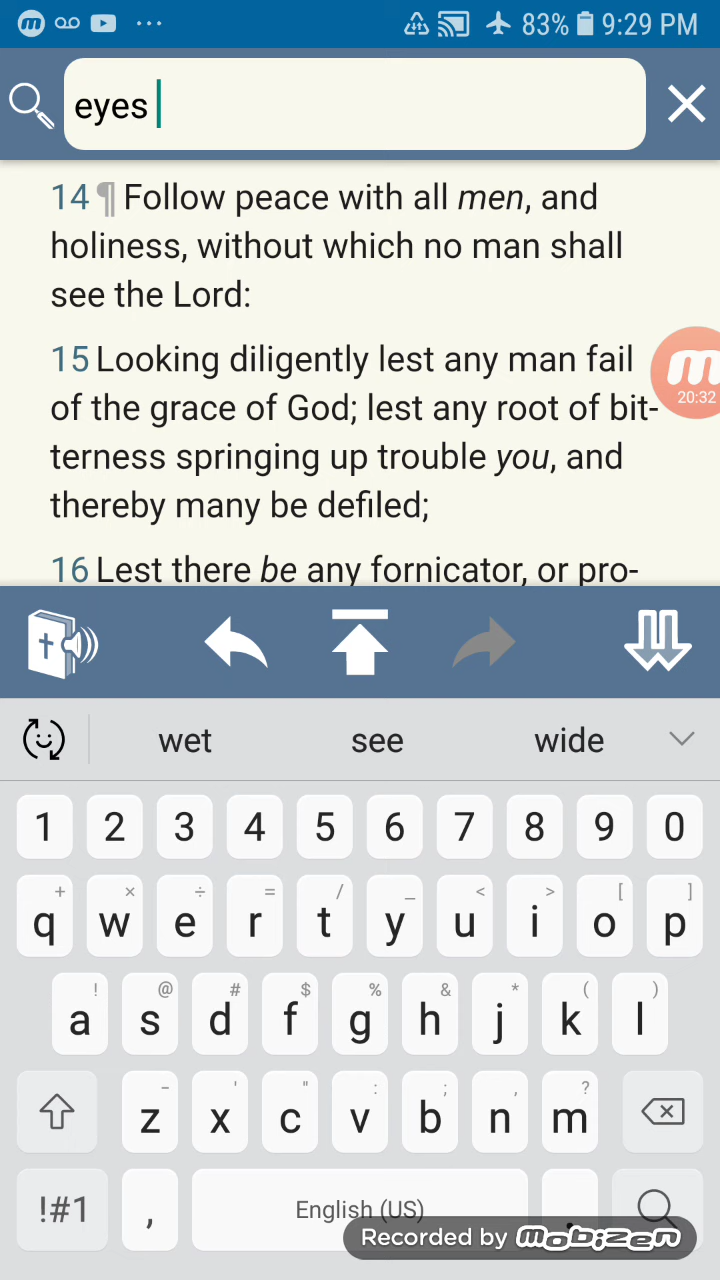 83% 9:29 PM
eyes
14 ¶ Follow peace with all men, and
holiness, without which no man shall
see the Lord:
15 Looking diligently lest any man fail
of the grace of God; lest any root of bit-
terness springing up trouble you, and
thereby many be defiled;
16 Lest there be any fornicator, or pro-
m
20:32
wet see wide
1 2 3 4 5 6 7 8 9 0
+ × ÷ = / _ < > [ ]
q w e r t y u i o p
! @ # $ % & * ( )
a s d f g h j k l
- ' " : ; , ?
z x c v b n m
!#1 , English (US) .
Recorded by mobizen